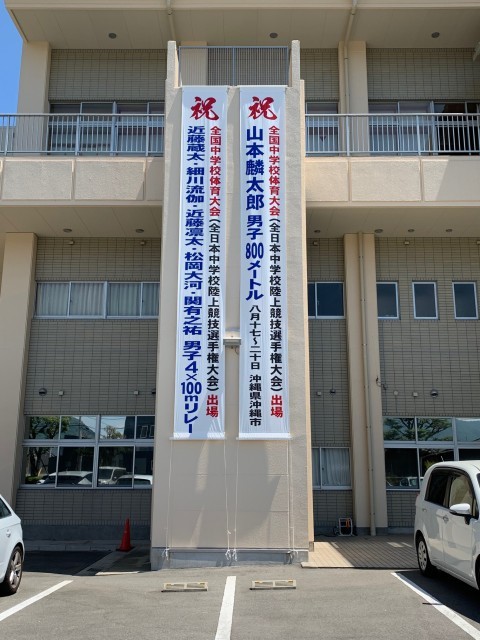 祝
全国中学校体育大会(全日本中学校陸上競技選手権大会)出場
山本麟太郎 男子800メートル 八月十七~二十日 沖縄県沖縄市
祝
全国中学校体育大会(全日本中学校陸上競技選手権大会)出場
近藤蔵太・細川流伽・近藤凛太・松岡大河・関有之祐 男子4×100mリレー